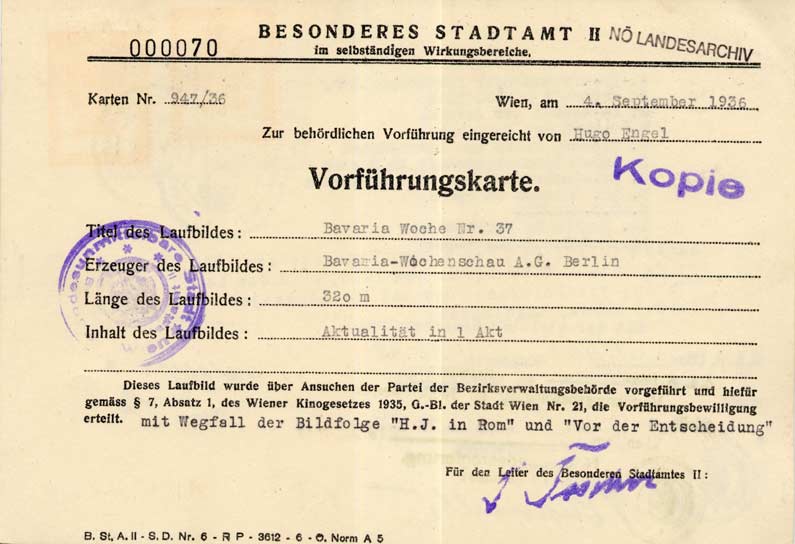 000070
BESONDERES STADTAMT II
im selbständigen Wirkungsbereiche.
NÖ LANDESARCHIV
Karten Nr. 947/36
Wien, am 4. September 1936
Zur behördlichen Vorführung eingereicht von Hugo Engel
Kopie
Vorführungskarte.
Titel des Laufbildes: Bavaria Woche Nr. 37
Erzeuger des Laufbildes: Bavaria-Wochenschau A.G. Berlin
Länge des Laufbildes: 320 m
Inhalt des Laufbildes: Aktualität in 1 Akt
Dieses Laufbild wurde über Ansuchen der Partei der Bezirksverwaltungsbehörde vorgeführt und hiefür
gemäss § 7, Absatz 1, des Wiener Kinogesetzes 1935, G.-Bl. der Stadt Wien Nr. 21, die Vorführungsbewilligung
erteilt. mit Wegfall der Bildfolge "H.J. in Rom" und "Vor der Entscheidung"
Für den Leiter des Besonderen Stadtamtes II:
B. St. A. II - S. D. Nr. 6 - R P - 3612 - 6 - Ö. Norm A 5